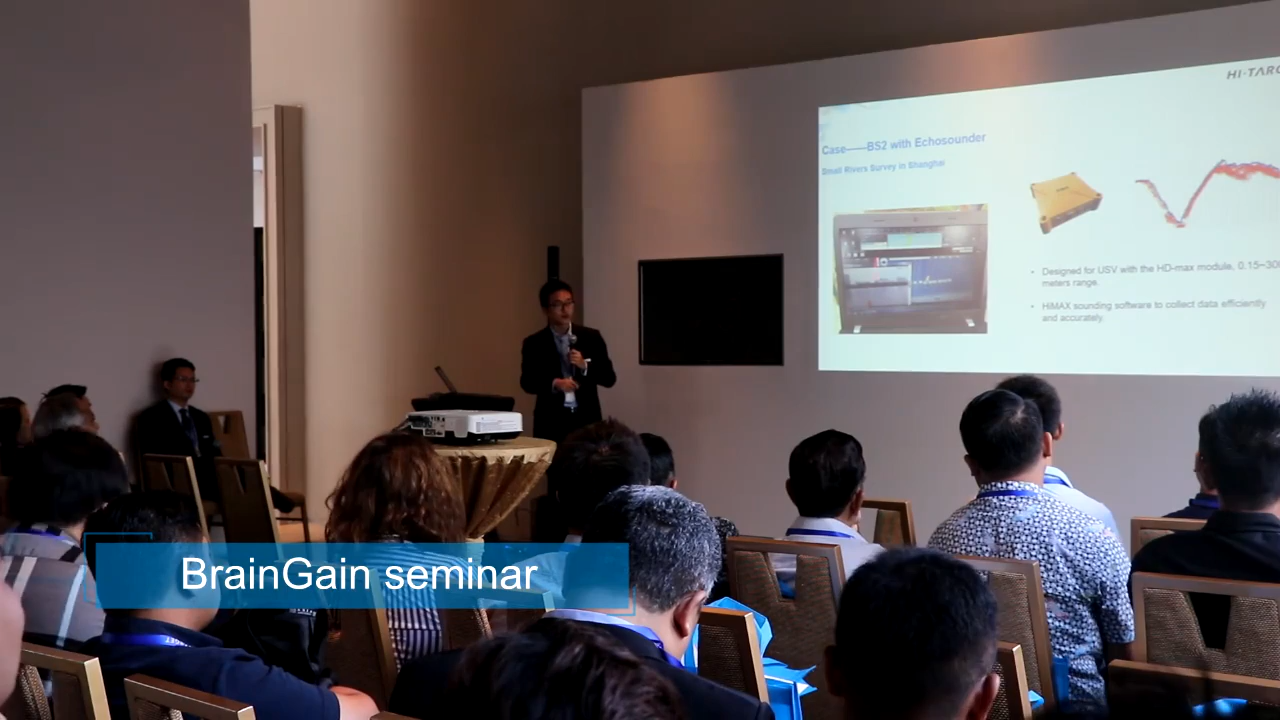 HI-TARG
Case——BS2 with Echosounder
Small Rivers Survey in Shanghai
• Designed for USV with the HD-max module, 0.15~300
meters range.
• HiMAX sounding software to collect data efficiently
and accurately.
BrainGain seminar